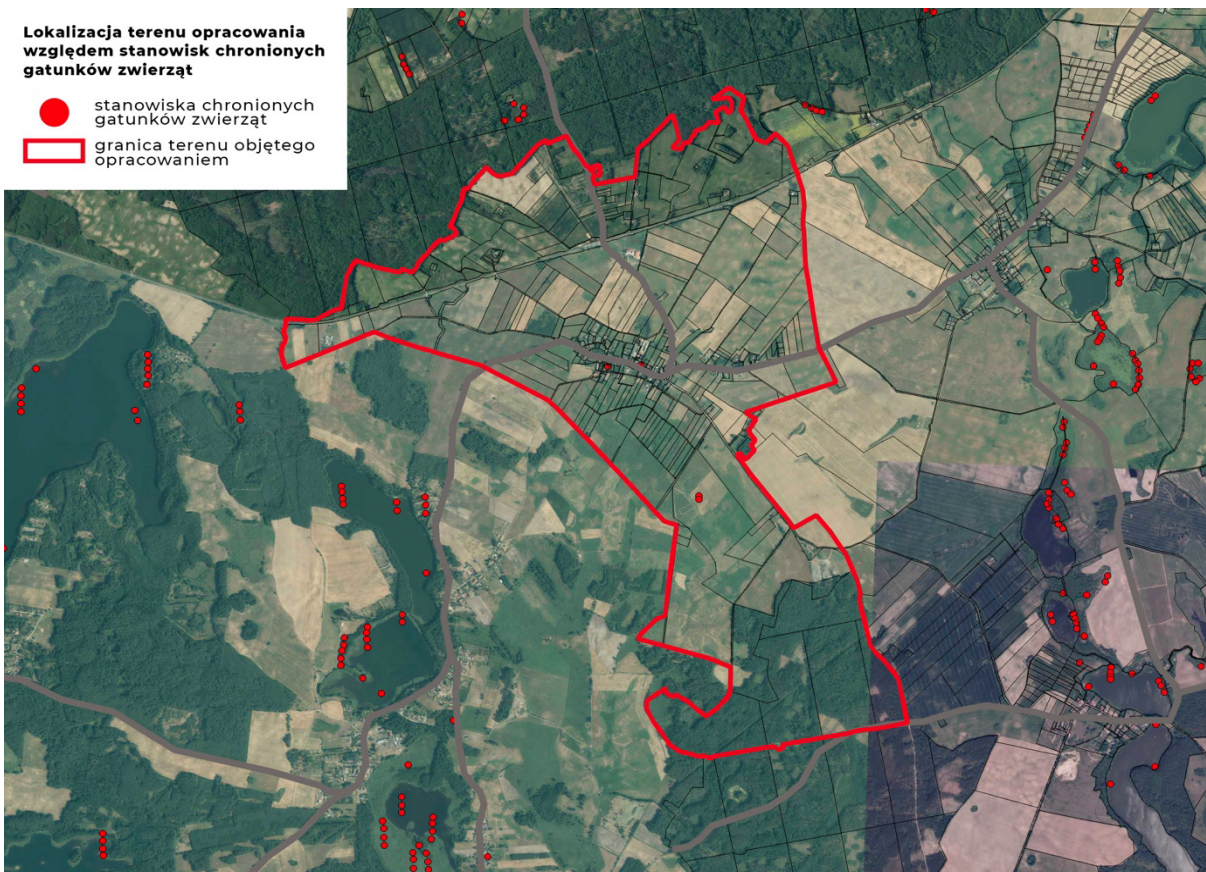 Lokalizacja terenu opracowania
względem stanowisk chronionych
gatunków zwierząt
stanowiska chronionych
gatunków zwierząt
granica terenu objętego
opracowaniem